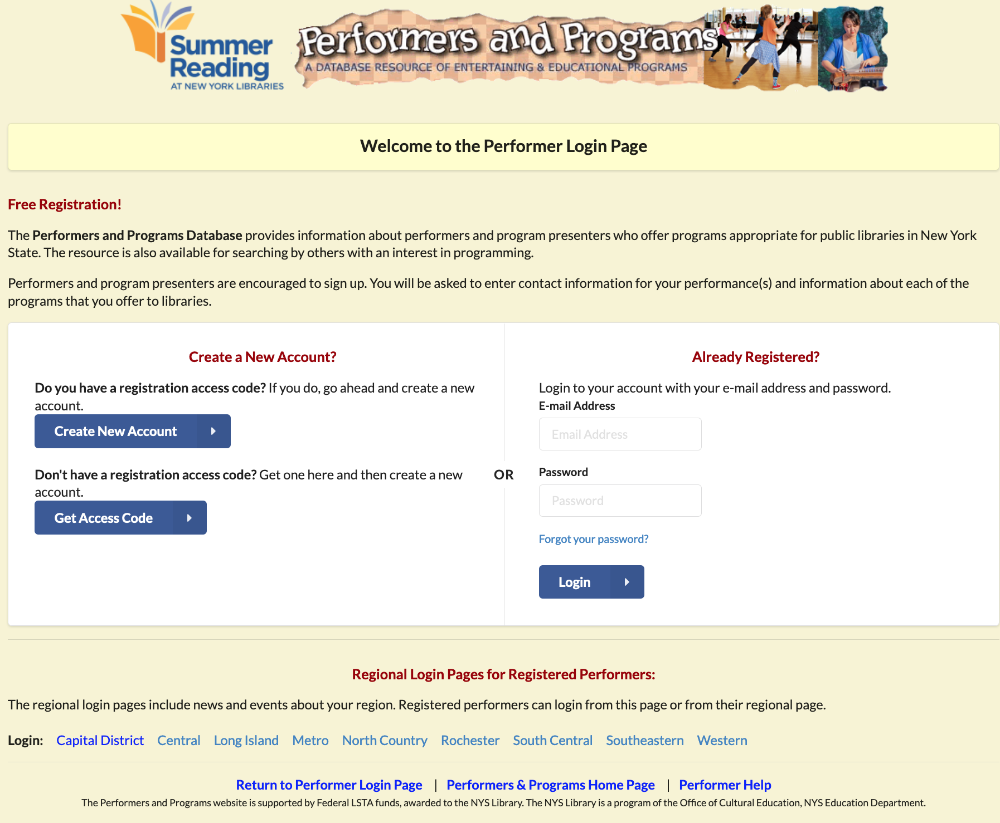 Summer
Reading
AT NEW YORK LIBRARIES
Performers and Programs
A DATABASE RESOURCE OF ENTERTAINING & EDUCATIONAL PROGRAMS
Welcome to the Performer Login Page
Free Registration!
The Performers and Programs Database provides information about performers and program presenters who offer programs appropriate for public libraries in New York
State. The resource is also available for searching by others with an interest in programming.
Performers and program presenters are encouraged to sign up. You will be asked to enter contact information for your performance(s) and information about each of the
programs that you offer to libraries.
Create a New Account?
Do you have a registration access code? If you do, go ahead and create a new
account.
Create New Account
Don't have a registration access code? Get one here and then create a new
account.
Get Access Code
OR
Already Registered?
Login to your account with your e-mail address and password.
E-mail Address
Email Address
Password
Password
Forgot your password?
Login
Regional Login Pages for Registered Performers:
The regional login pages include news and events about your region. Registered performers can login from this page or from their regional page.
Login: Capital District Central Long Island Metro North Country Rochester South Central Southeastern Western
Return to Performer Login Page | Performers & Programs Home Page | Performer Help
The Performers and Programs website is supported by Federal LSTA funds, awarded to the NYS Library. The NYS Library is a program of the Office of Cultural Education, NYS Education Department.